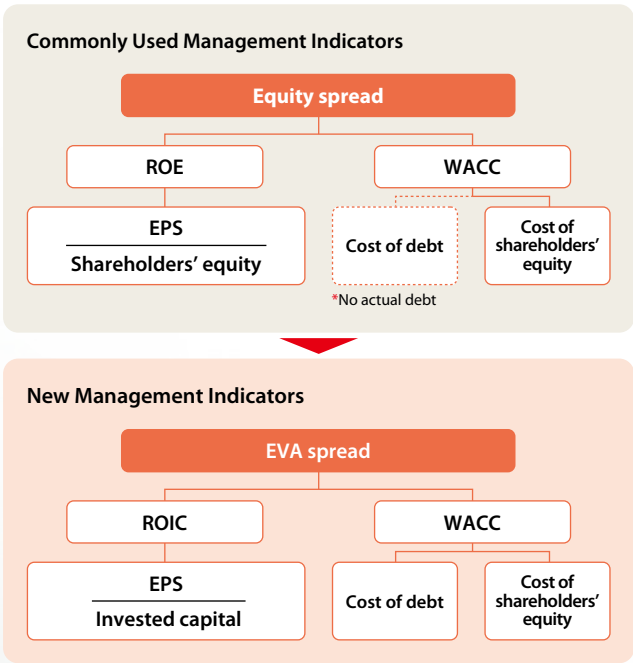 Commonly Used Management Indicators
Equity spread
ROE
WACC
EPS
Shareholders’ equity
Cost of debt
Cost of
shareholders’
equity
*No actual debt
New Management Indicators
EVA spread
ROIC
WACC
EPS
Invested capital
Cost of debt
Cost of
shareholders’
equity